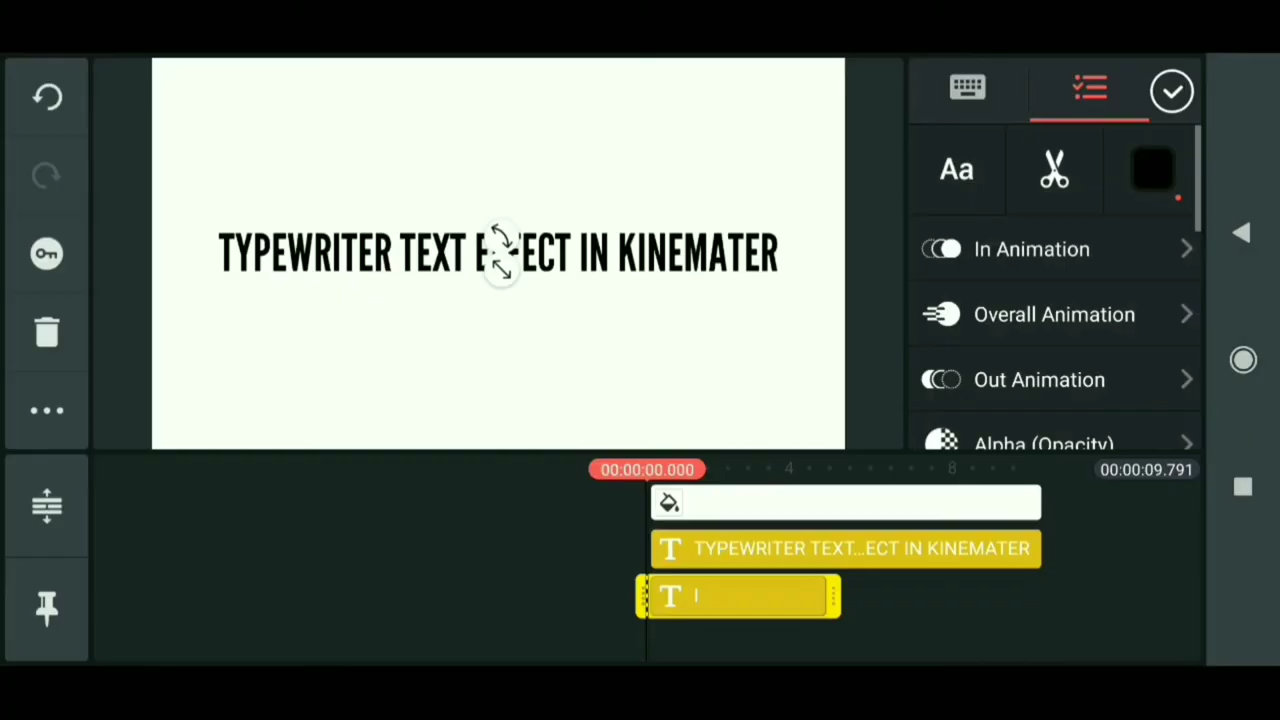 Aa
TYPEWRITER TEXT E ECT IN KINEMATER
In Animation
Overall Animation
Out Animation
Alpha (Opacity)
00:00:00.000
4
8
00:00:09.791
T TYPEWRITER TEXT...ECT IN KINEMATER
T |